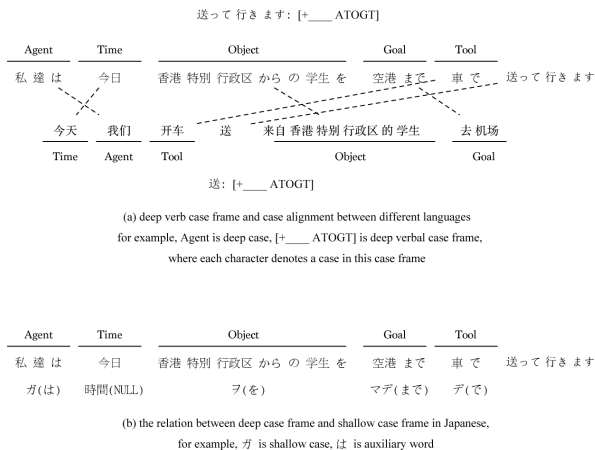 送って 行き ます: [+____ ATOGT]
Agent Time Object Goal Tool
私 達 は 今日 香港 特別 行政区 から の 学生 を 空港 まで 車 で 送って 行き ます
今天 我们 开车 送 来自 香港 特别 行政区 的 学生 去 机场
Time Agent Tool Object Goal
送: [+____ ATOGT]
(a) deep verb case frame and case alignment between different languages
for example, Agent is deep case, [+____ ATOGT] is deep verbal case frame,
where each character denotes a case in this case frame
Agent Time Object Goal Tool
私 達 は 今日 香港 特別 行政区 から の 学生 を 空港 まで 車 で 送って 行き ます
ガ(は) 時間(NULL) ヲ(を) マデ(まで) デ(で)
(b) the relation between deep case frame and shallow case frame in Japanese,
for example, ガ is shallow case, は is auxiliary word